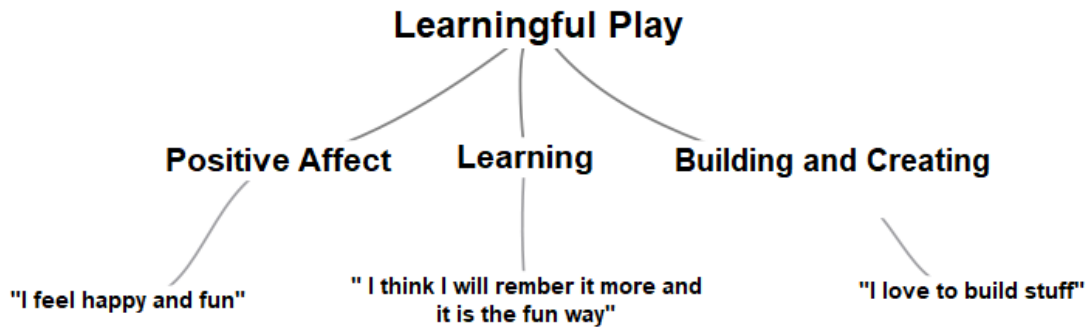 Learningful Play
Positive Affect
Learning
Building and Creating
"I feel happy and fun"
" I think I will rember it more and
it is the fun way"
"I love to build stuff"